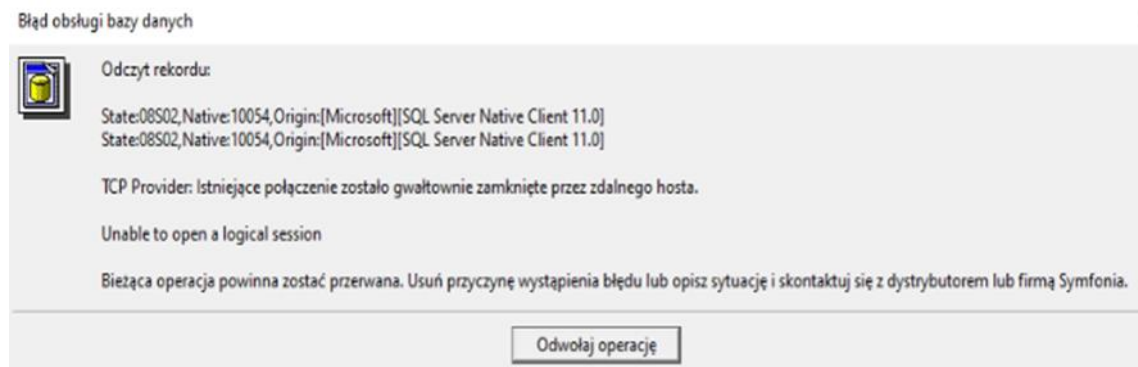 Błąd obsługi bazy danych
Odczyt rekordu:
State:08S02,Native:10054,Origin:[Microsoft][SQL Server Native Client 11.0]
State:08S02,Native:10054,Origin:[Microsoft][SQL Server Native Client 11.0]
TCP Provider: Istniejące połączenie zostało gwałtownie zamknięte przez zdalnego hosta.
Unable to open a logical session
Bieżąca operacja powinna zostać przerwana. Usuń przyczynę wystąpienia błędu lub opisz sytuację i skontaktuj się z dystrybutorem lub firmą Symfonia.
Odwołaj operację